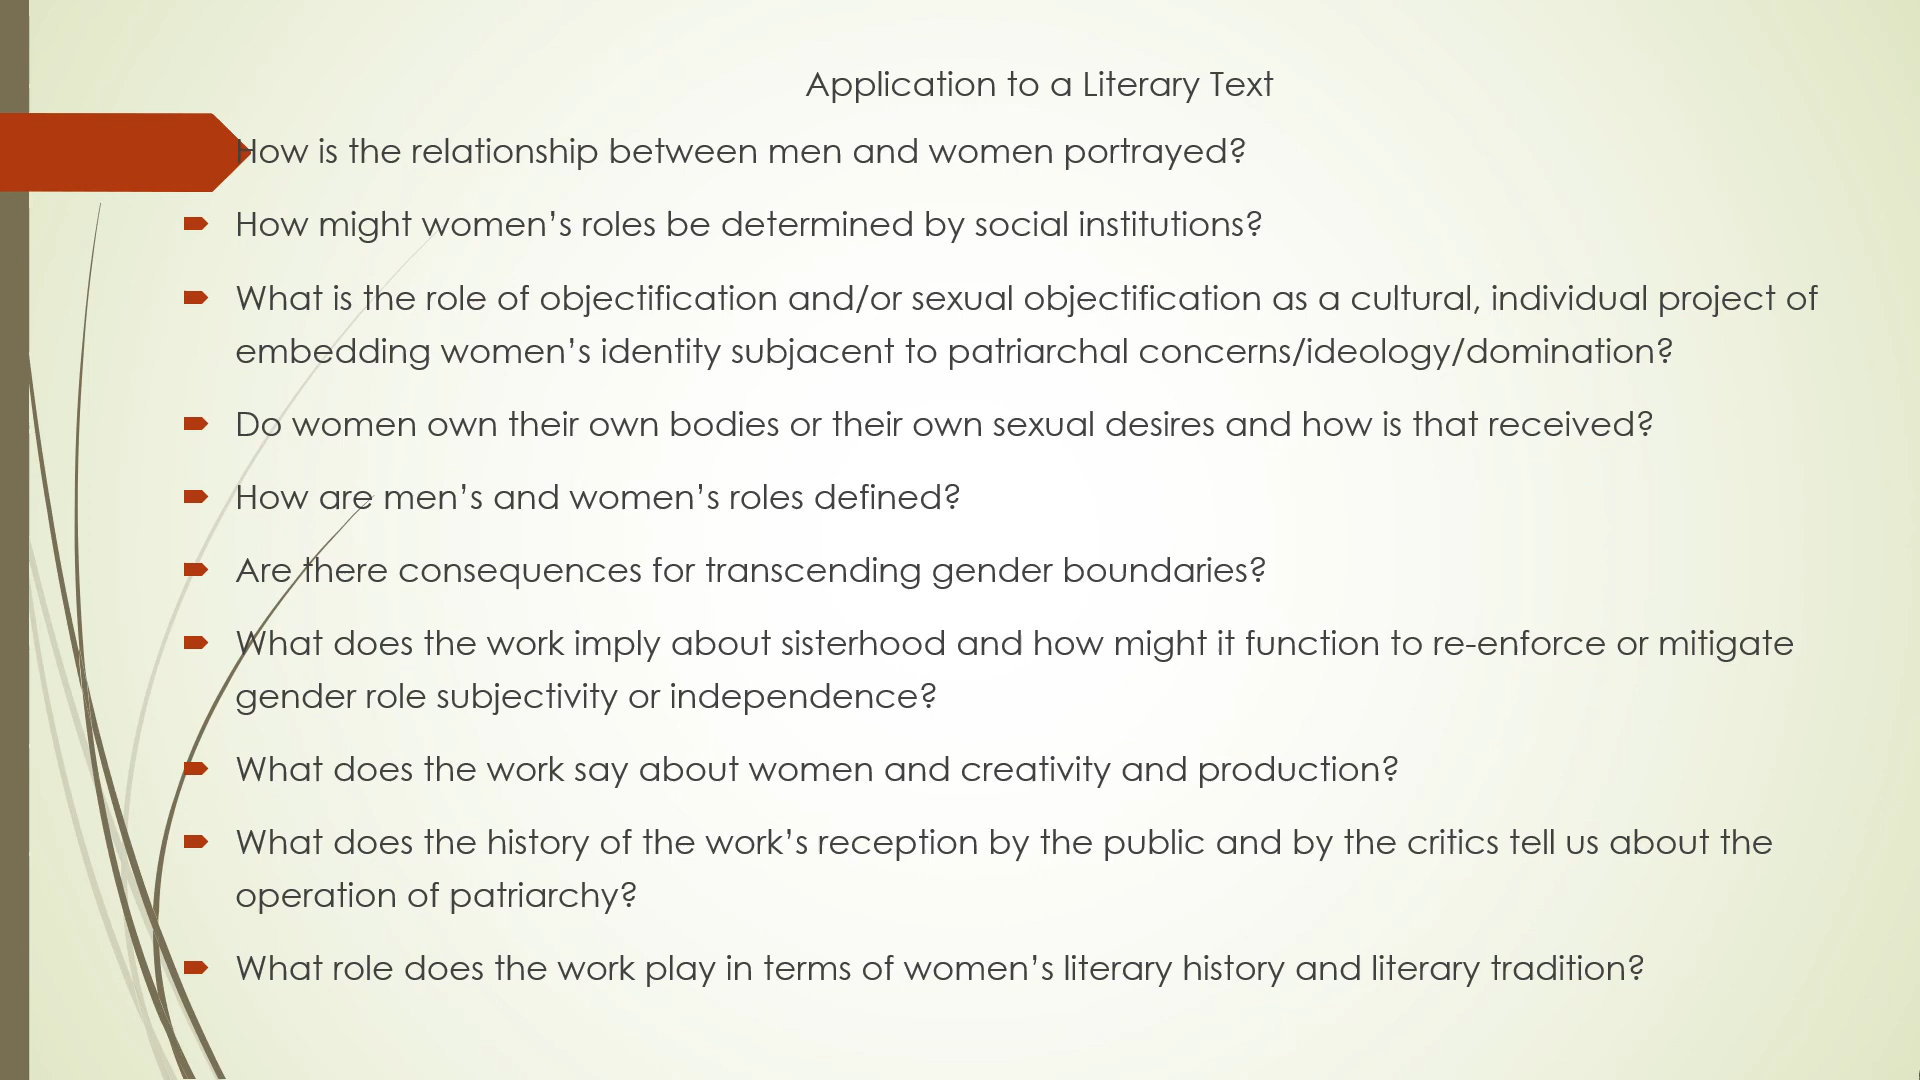 Application to a Literary Text
How is the relationship between men and women portrayed?
How might women’s roles be determined by social institutions?
What is the role of objectification and/or sexual objectification as a cultural, individual project of
embedding women’s identity subjacent to patriarchal concerns/ideology/domination?
Do women own their own bodies or their own sexual desires and how is that received?
How are men’s and women’s roles defined?
Are there consequences for transcending gender boundaries?
What does the work imply about sisterhood and how might it function to re-enforce or mitigate
gender role subjectivity or independence?
What does the work say about women and creativity and production?
What does the history of the work’s reception by the public and by the critics tell us about the
operation of patriarchy?
What role does the work play in terms of women’s literary history and literary tradition?